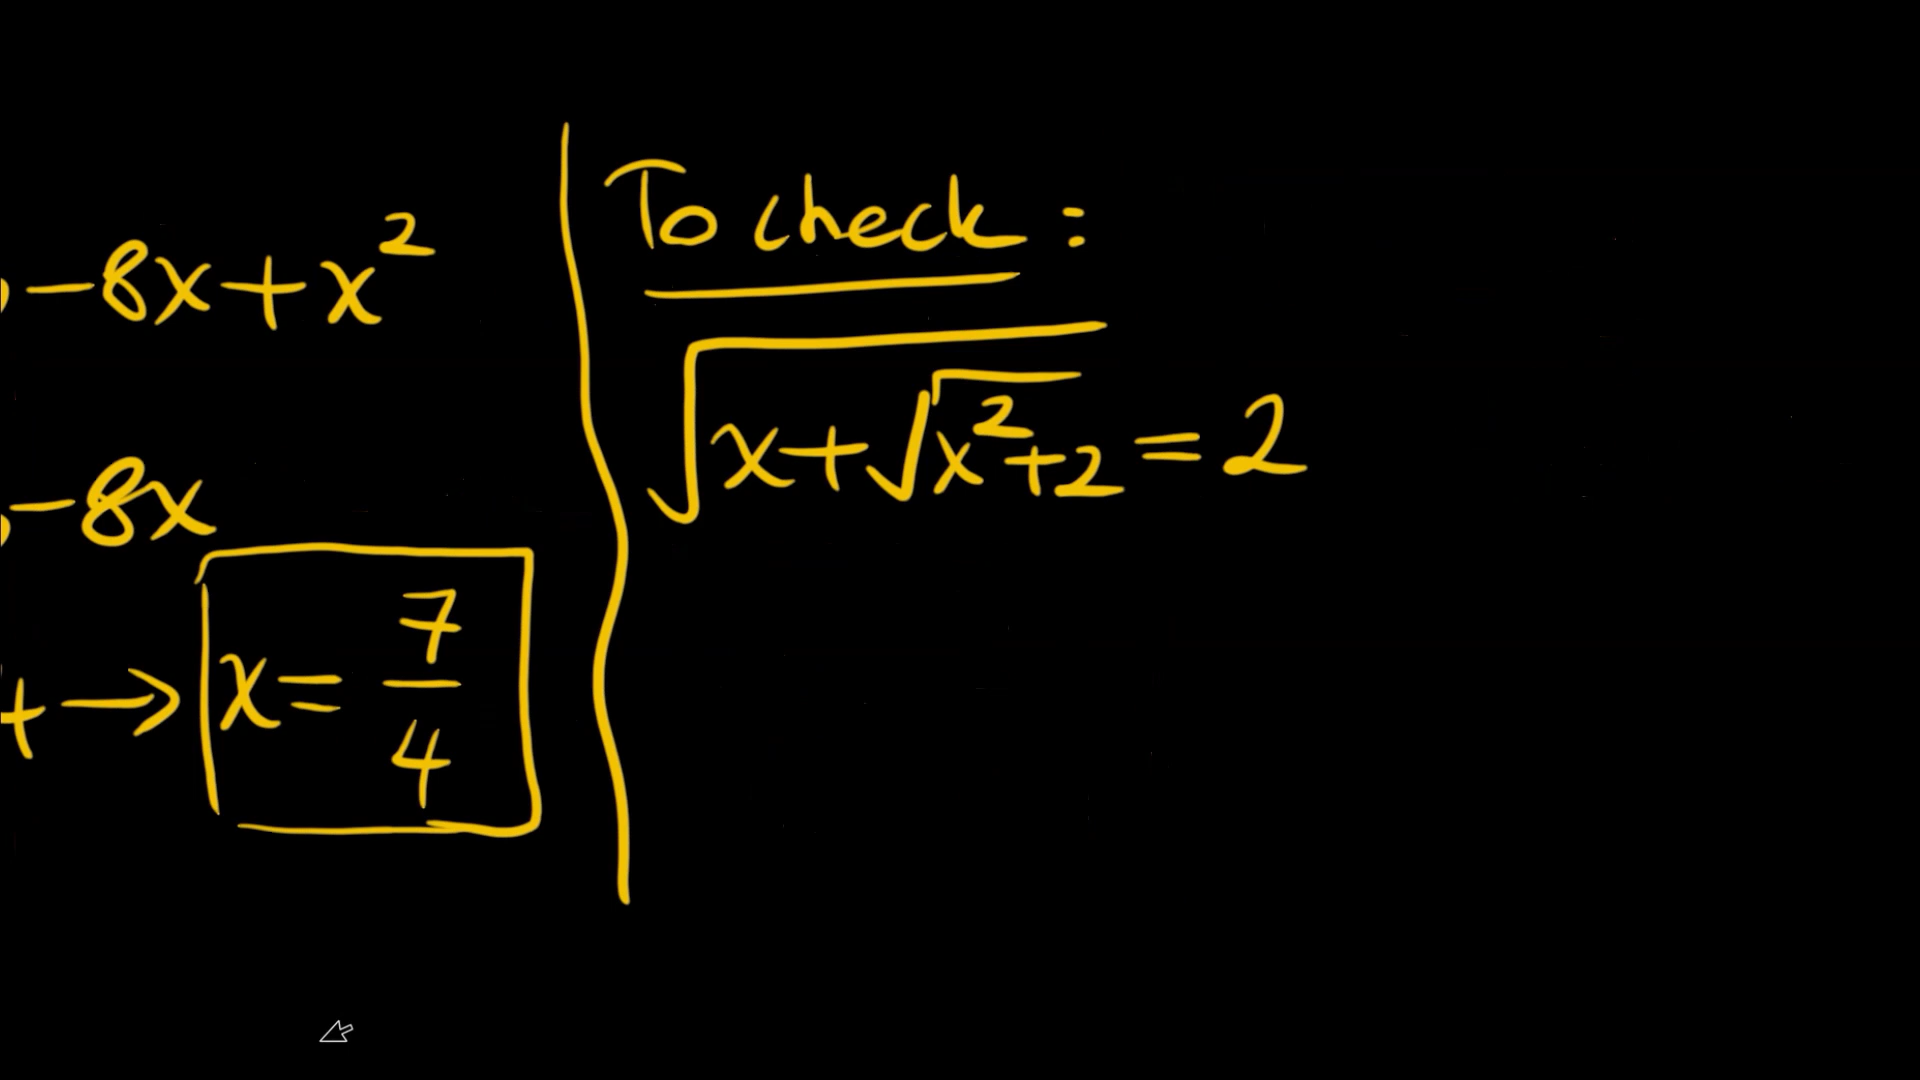 -8x+x²
-8x
→ x= 7/4
To check:
√(x+√(x²+2))=2